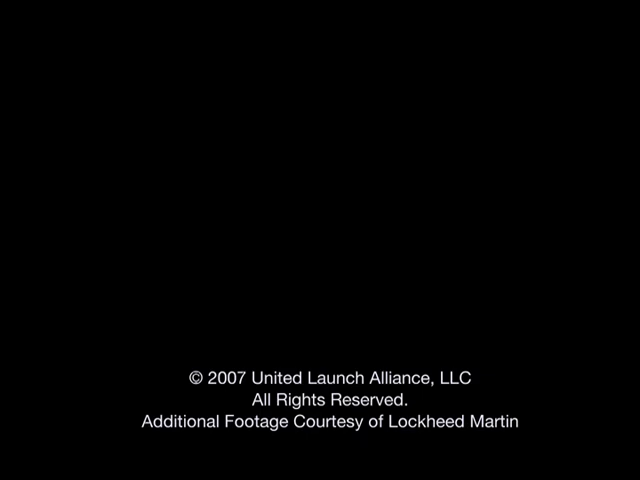 © 2007 United Launch Alliance, LLC
All Rights Reserved.
Additional Footage Courtesy of Lockheed Martin